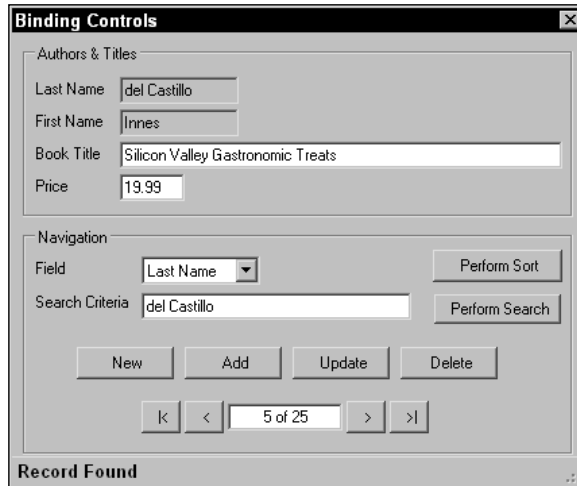 Binding Controls
Authors & Titles
Last Name del Castillo
First Name Innes
Book Title Silicon Valley Gastronomic Treats
Price 19.99
Navigation
Field Last Name Perform Sort
Search Criteria del Castillo Perform Search
New Add Update Delete
|< < 5 of 25 > >|
Record Found